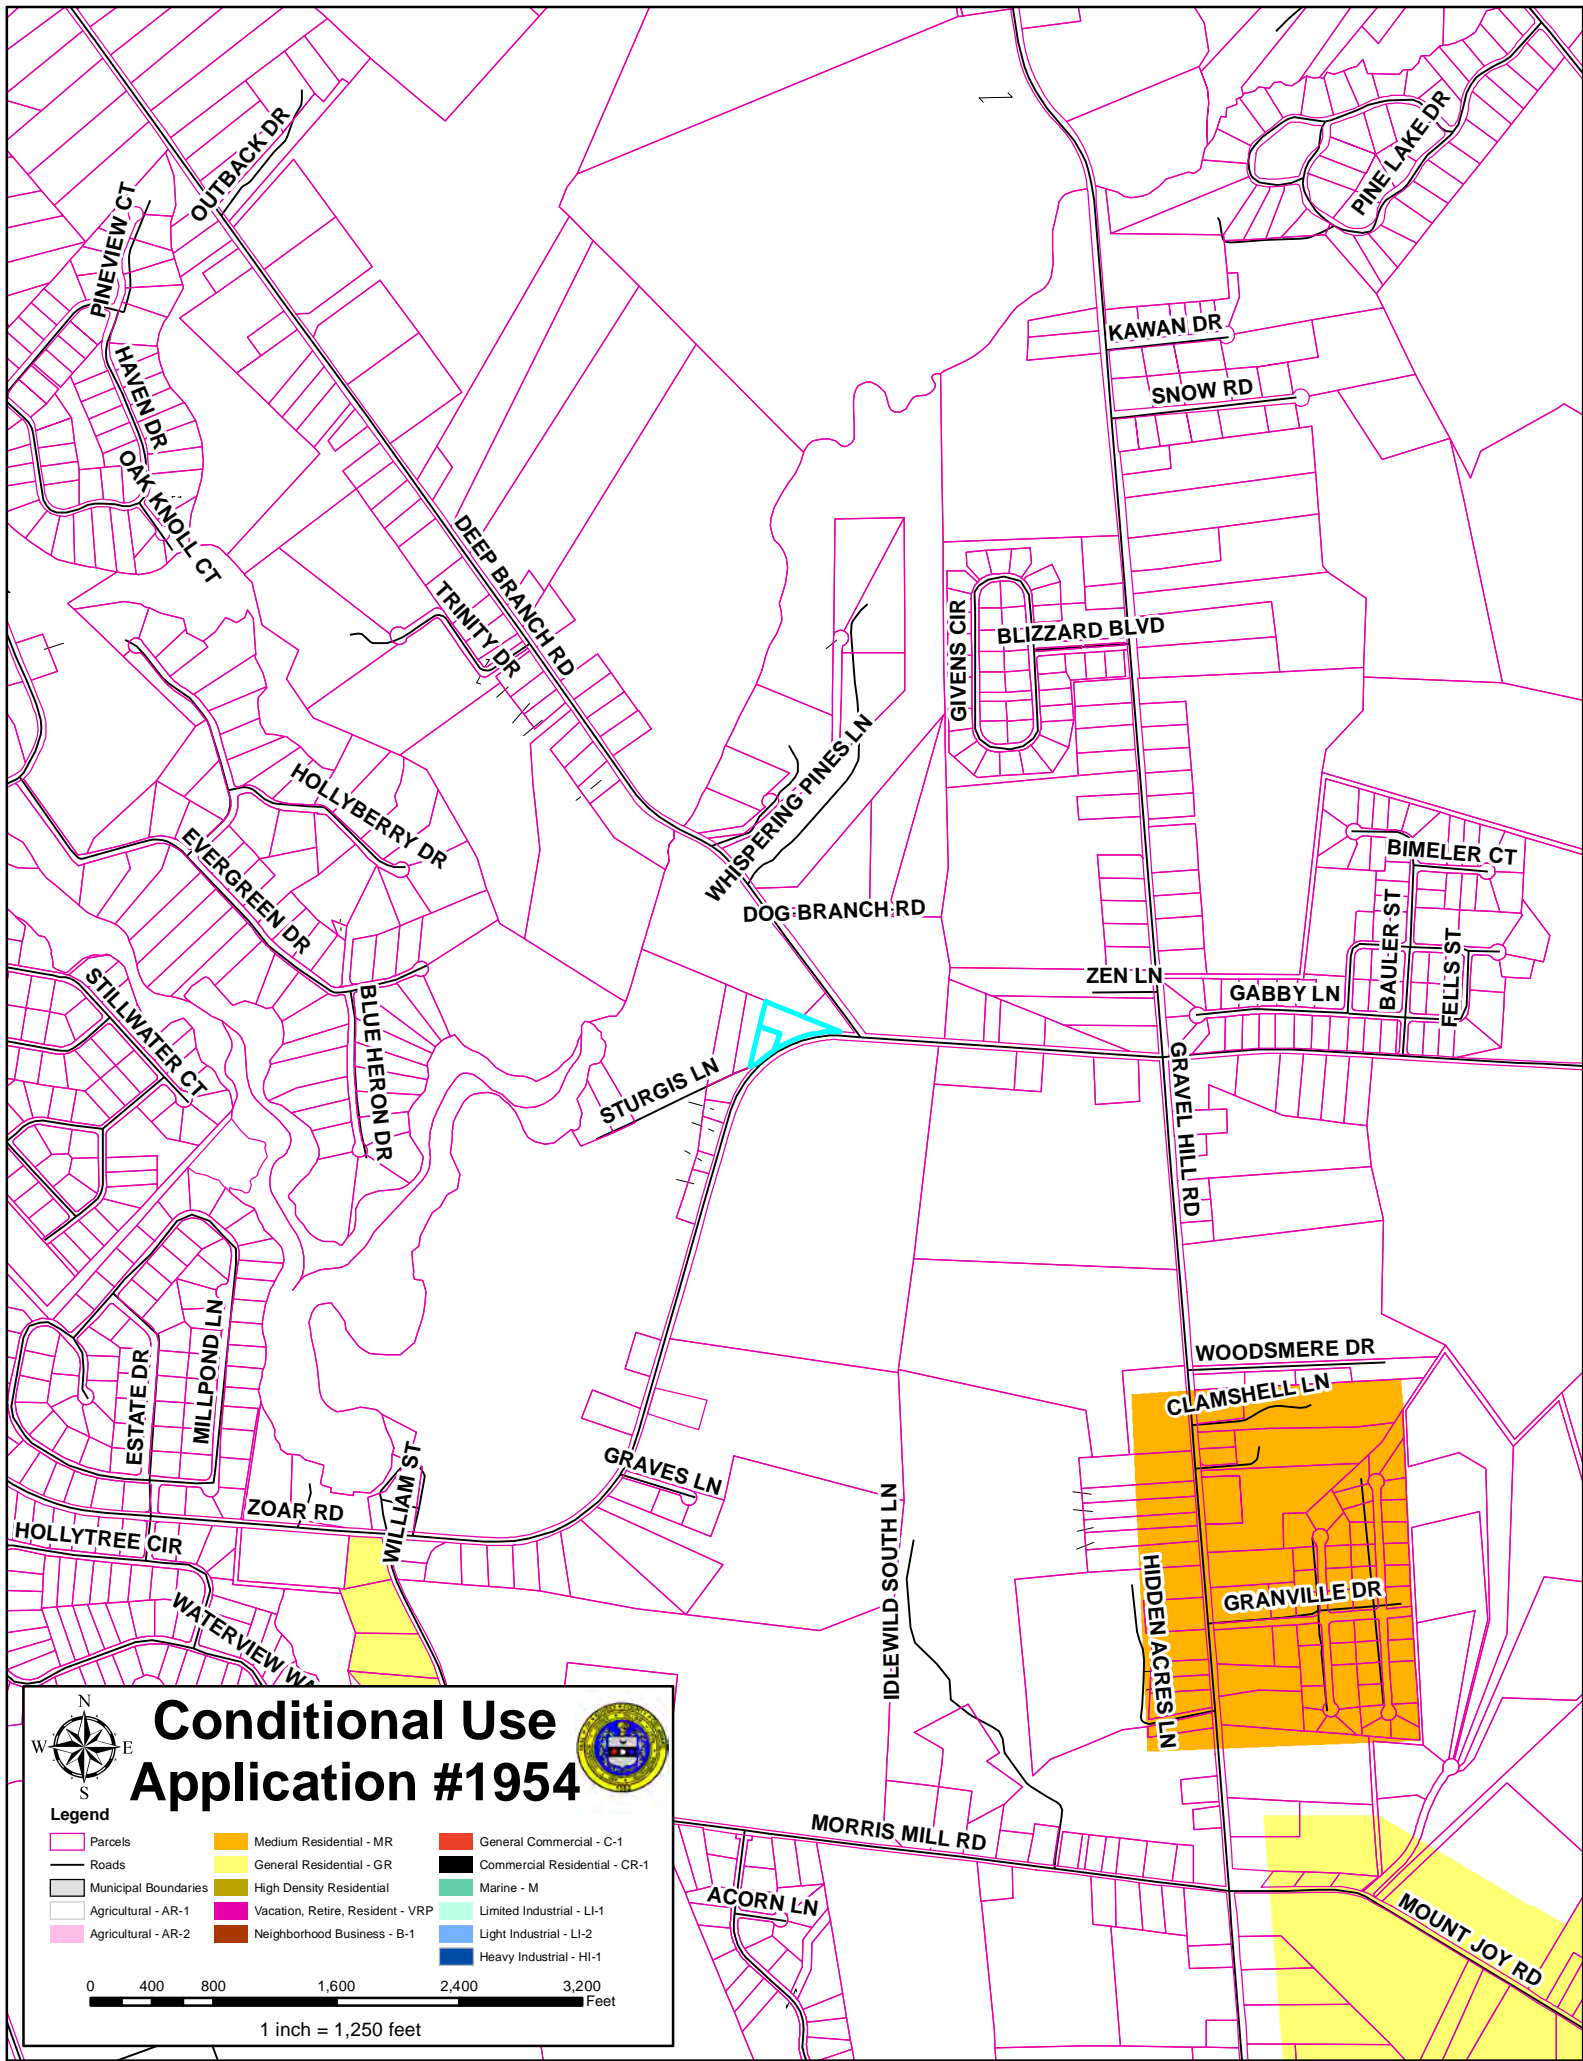 OUTBACK DR
PINE LAKE DR
PINEVIEW CT
KAWAN DR
HAVEN DR
SNOW RD
OAK KNOLL CT
DEEP BRANCH RD
TRINITY DR
GIVENS CIR
BLIZZARD BLVD
HOLLYBERRY DR
WHISPERING PINES LN
EVERGREEN DR
BIMELER CT
DOG BRANCH RD
BAULER ST
FELLS ST
STILLWATER CT
BLUE HERON DR
ZEN LN
GABBY LN
STURGIS LN
GRAVEL HILL RD
MILLPOND LN
ESTATE DR
WOODSMERE DR
CLAMSHELL LN
WILLIAM ST
GRAVES LN
ZOAR RD
IDLEWILD SOUTH LN
HOLLYTREE CIR
HIDDEN ACRES LN
GRANVILLE DR
WATERVIEW WA
MORRIS MILL RD
ACORN LN
MOUNT JOY RD
N
W E
S
Conditional Use
Application #1954
Legend
Parcels
Roads
Municipal Boundaries
Agricultural - AR-1
Agricultural - AR-2
Medium Residential - MR
General Residential - GR
High Density Residential
Vacation, Retire, Resident - VRP
Neighborhood Business - B-1
General Commercial - C-1
Commercial Residential - CR-1
Marine - M
Limited Industrial - LI-1
Light Industrial - LI-2
Heavy Industrial - HI-1
0 400 800 1,600 2,400 3,200
Feet
1 inch = 1,250 feet